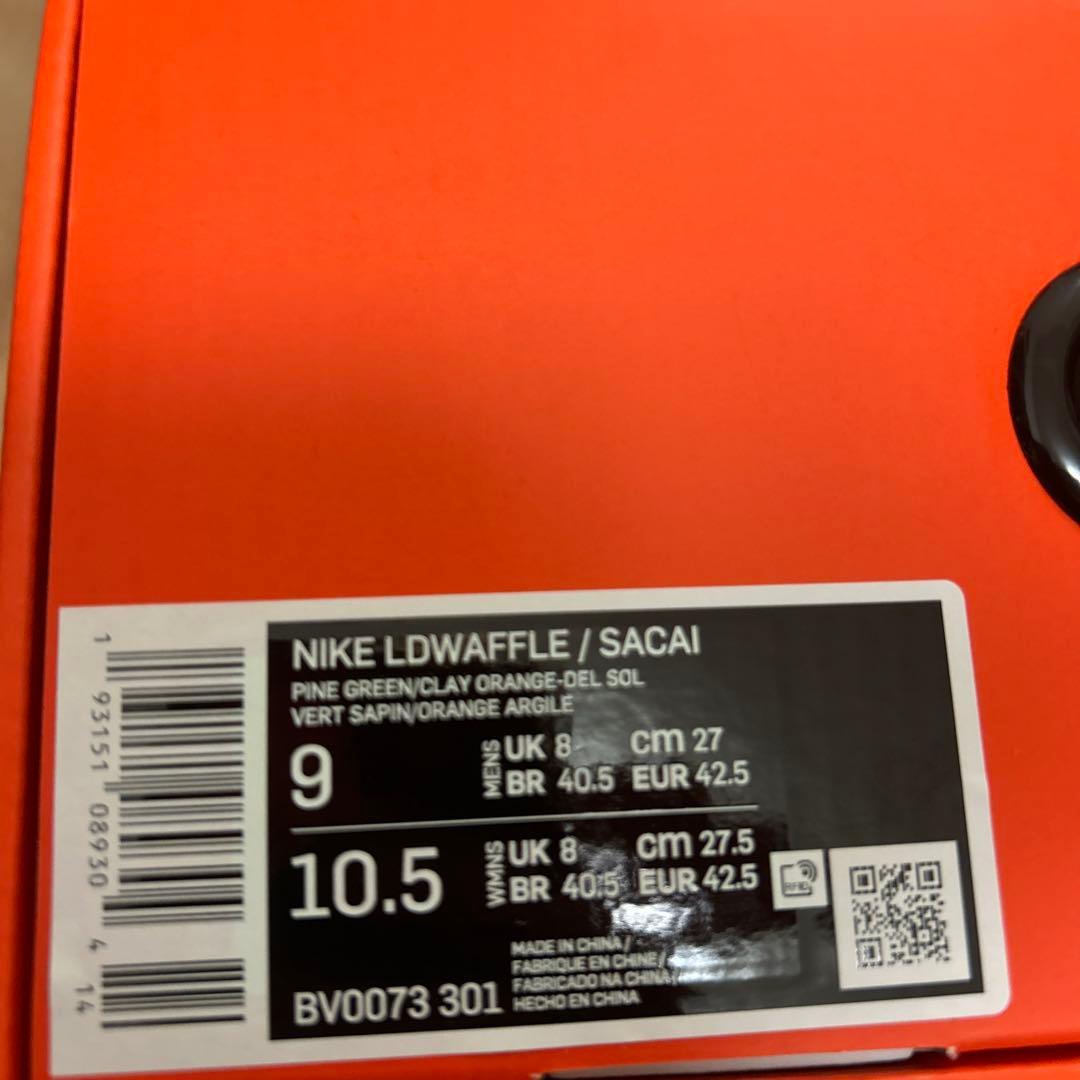 NIKE LDWAFFLE / SACAI
PINE GREEN/CLAY ORANGE-DEL SOL
VERT SAPIN/ORANGE ARGILE
9
MENS
UK 8 cm 27
BR 40.5 EUR 42.5
10.5
WMNS
UK 8 cm 27.5
BR 40.5 EUR 42.5
RFID
MADE IN CHINA /
FABRIQUE EN CHINE /
FABRICADO NA CHINA /
HECHO EN CHINA
BV0073 301
1 93151 08930 4 14